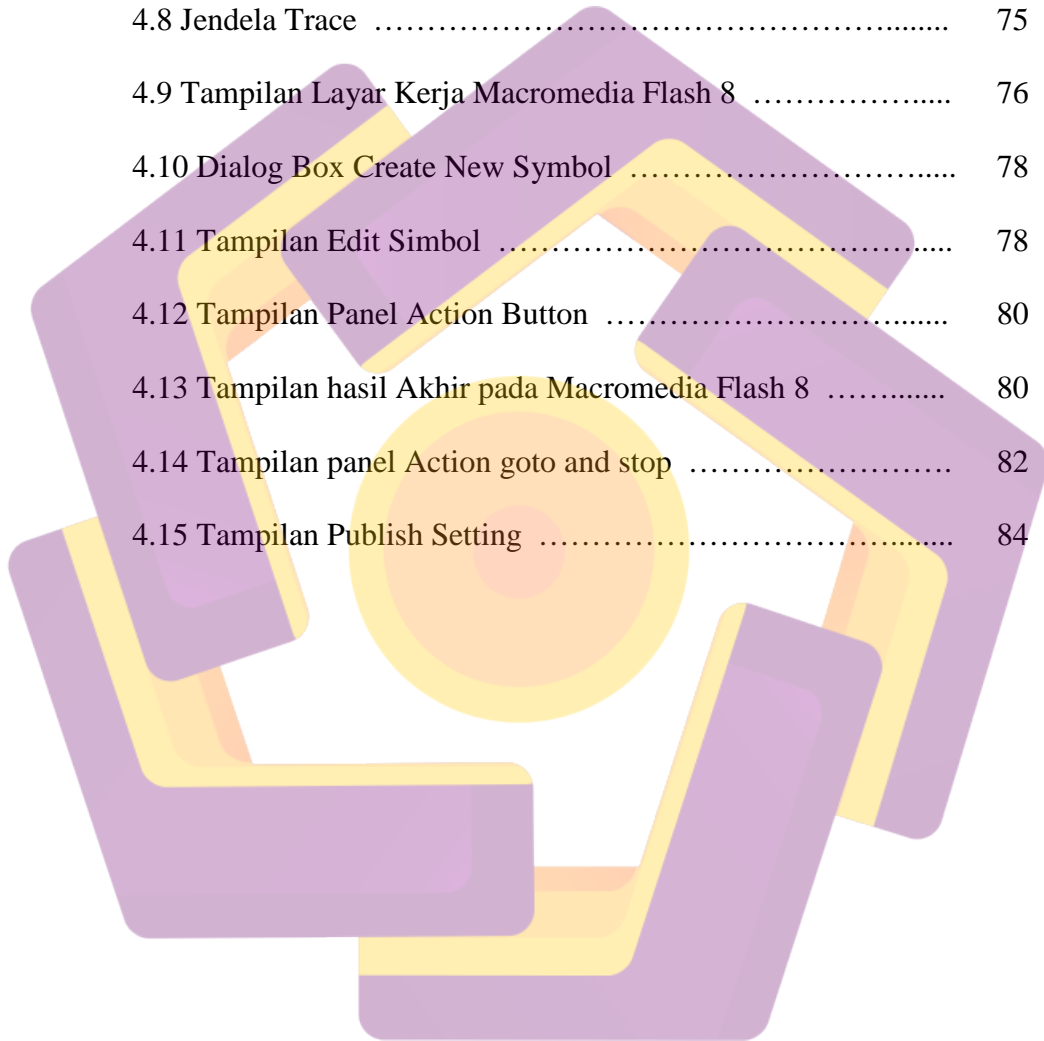 4.8 Jendela Trace ……………………………………………......... 75
4.9 Tampilan Layar Kerja Macromedia Flash 8 ……………..... 76
4.10 Dialog Box Create New Symbol ………………………..... 78
4.11 Tampilan Edit Simbol …………………………………..... 78
4.12 Tampilan Panel Action Button ………………………....... 80
4.13 Tampilan hasil Akhir pada Macromedia Flash 8 ……....... 80
4.14 Tampilan panel Action goto and stop ……………………. 82
4.15 Tampilan Publish Setting ……………………………........ 84